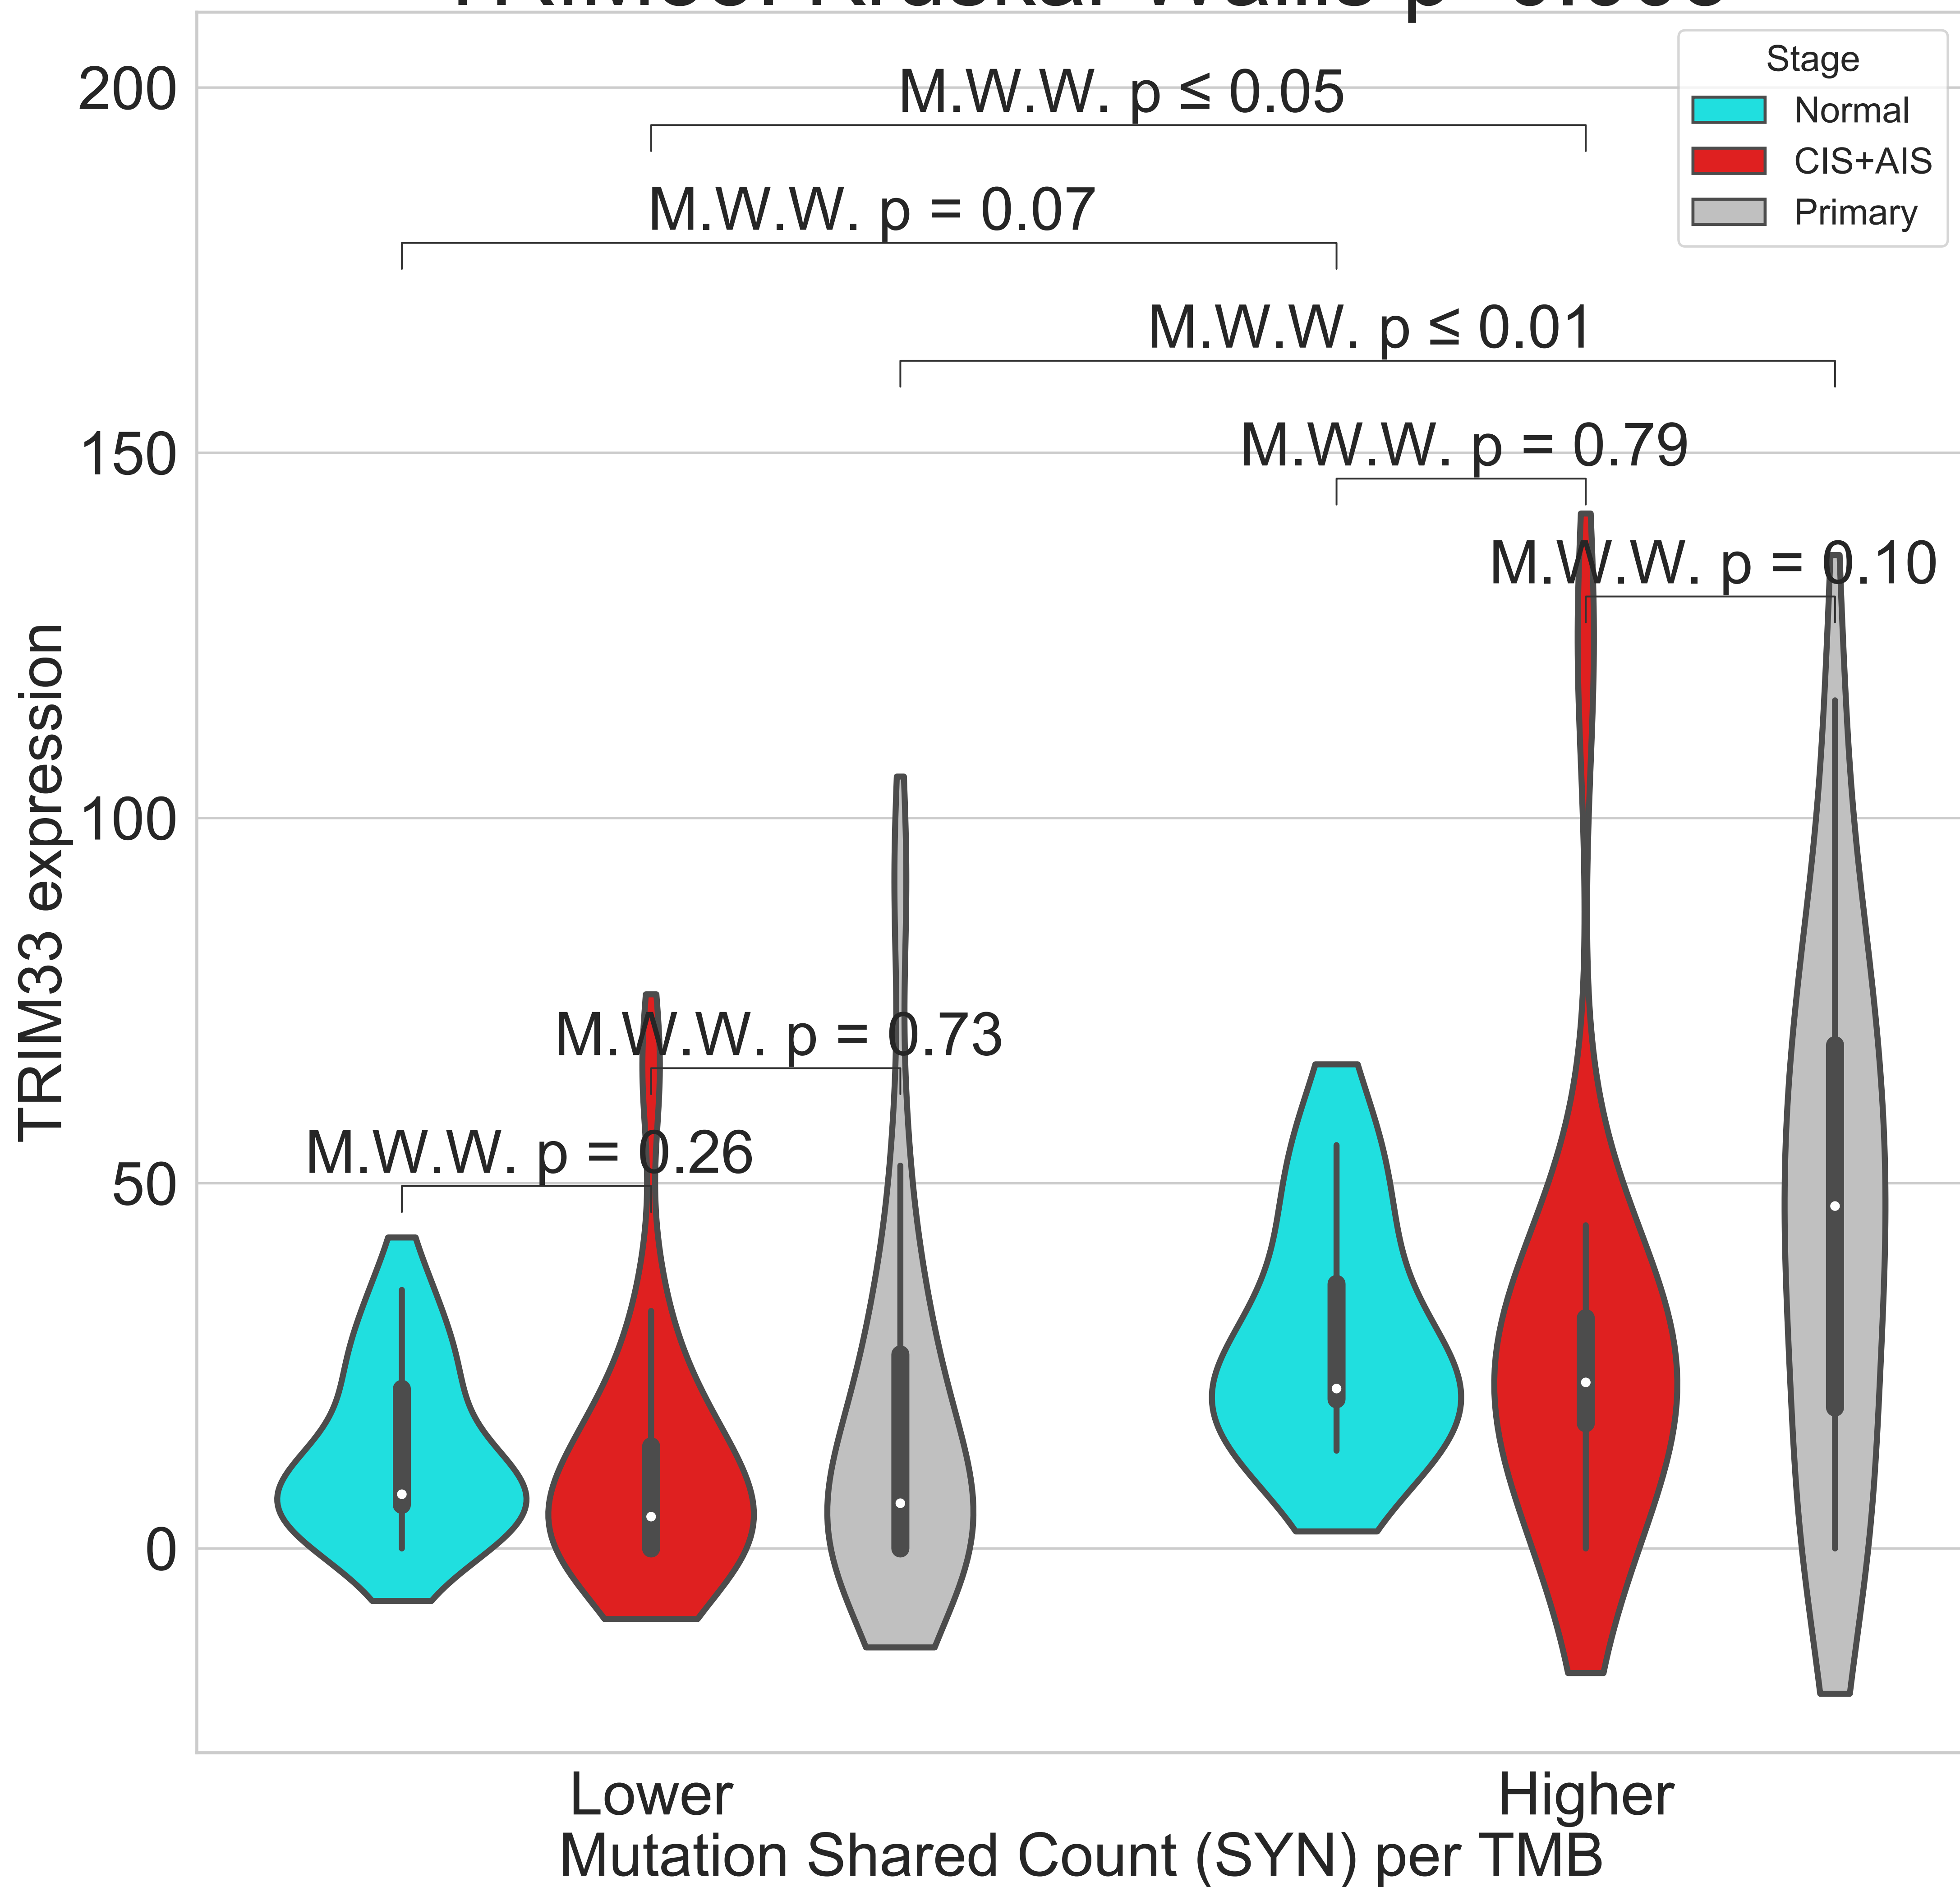 Stage
Normal
CIS+AIS
Primary
200
150
100
50
0
TRIM33 expression
M.W.W. p ≤ 0.05
M.W.W. p = 0.07
M.W.W. p ≤ 0.01
M.W.W. p = 0.79
M.W.W. p = 0.10
M.W.W. p = 0.73
M.W.W. p = 0.26
Lower
Higher
Mutation Shared Count (SYN) per TMB